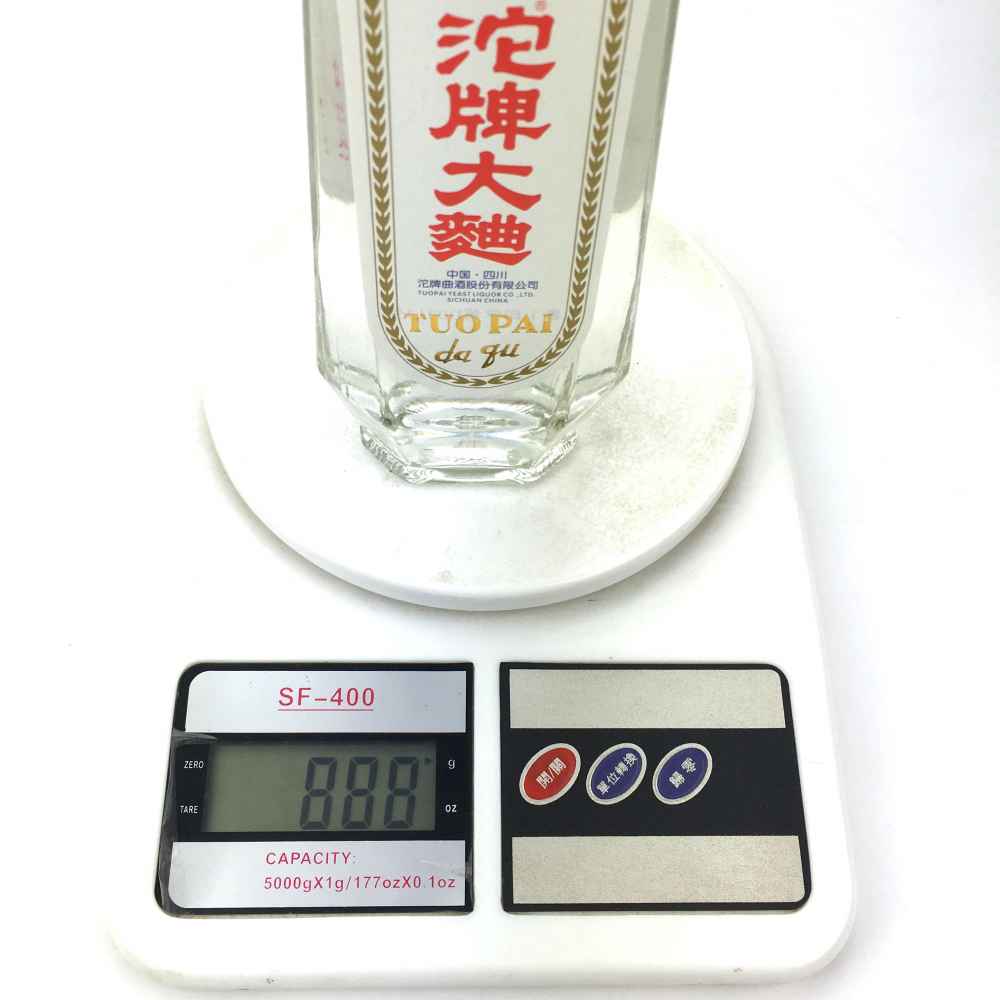 ®
沱
牌
大
麯
中国·四川
沱牌曲酒股份有限公司
TUOPAI YEAST LIQUOR CO.,LTD.
SICHUAN CHINA
TUO PAI
da qu
SF-400
ZERO
TARE
888
g
oz
CAPACITY:
5000gX1g/177ozX0.1oz
開/關
單位轉換
歸零